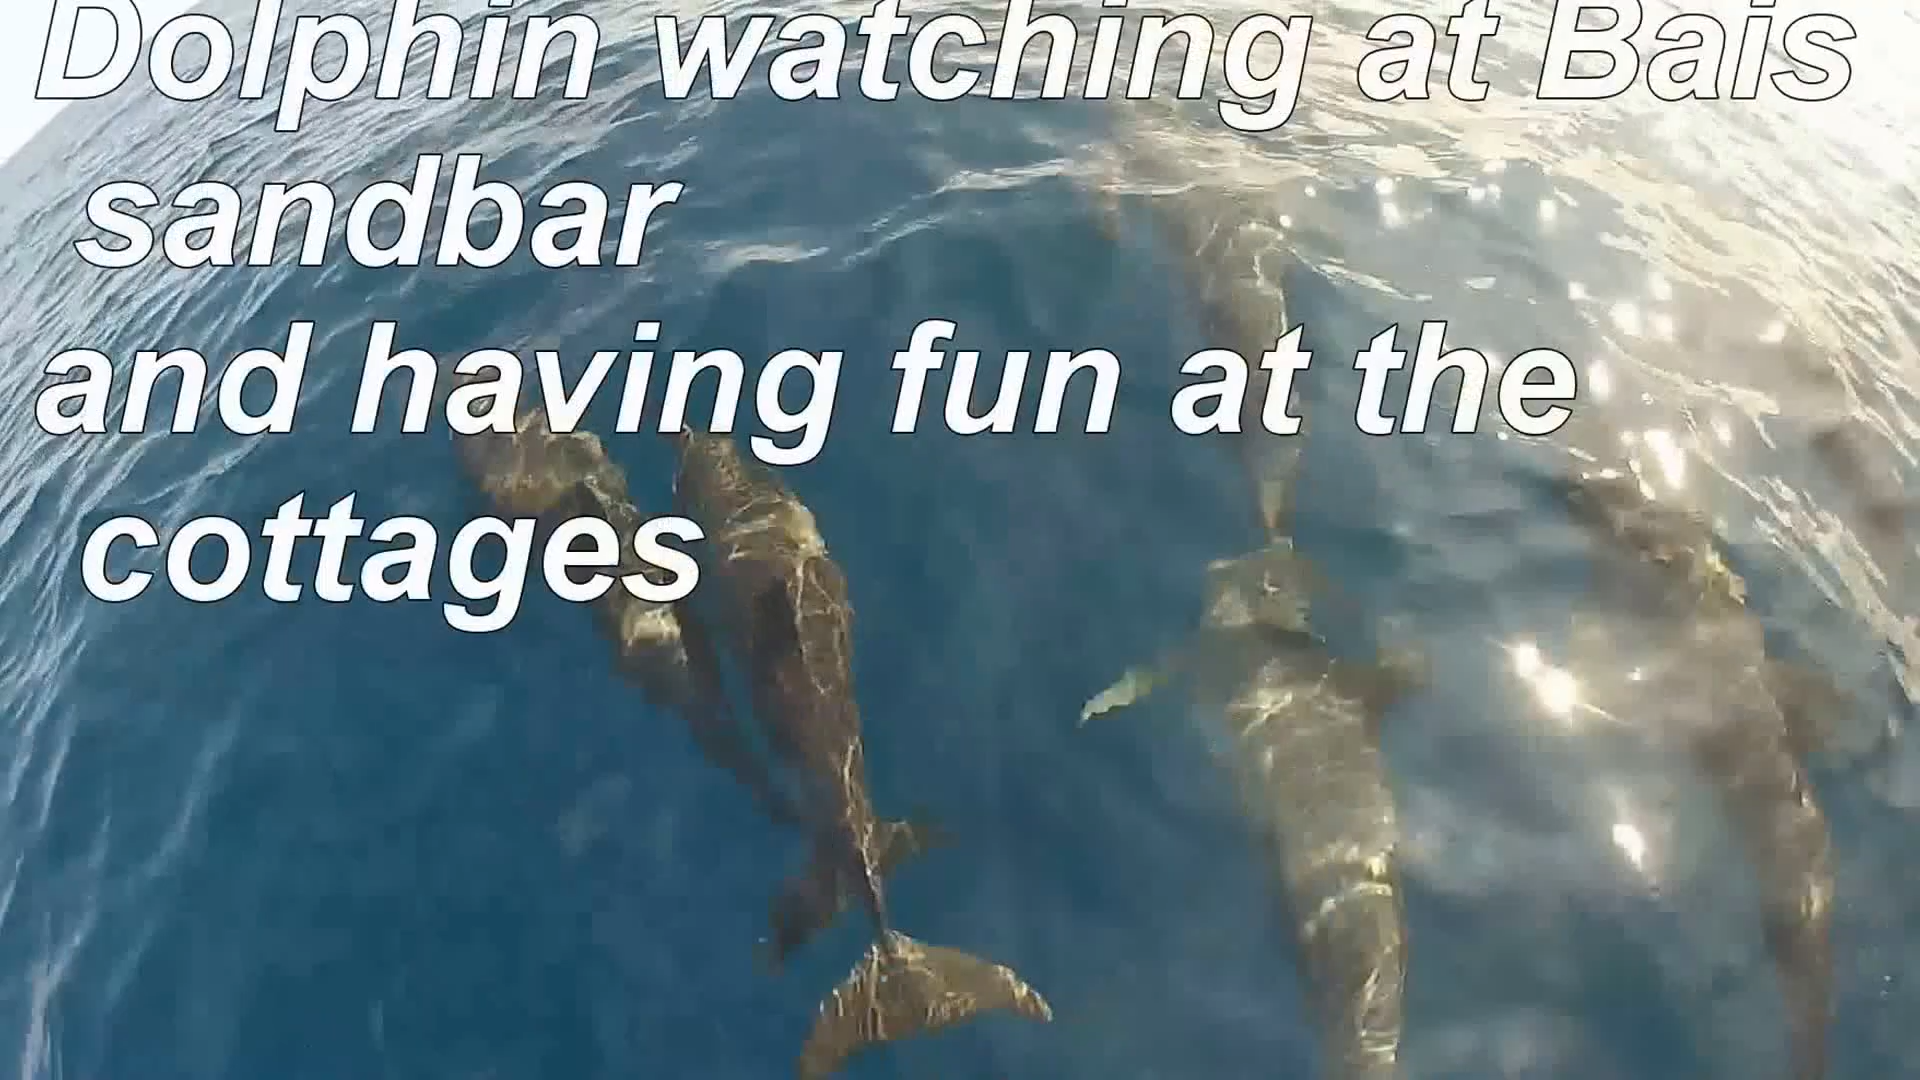 Dolphin watching at Bais
sandbar
and having fun at the
cottages